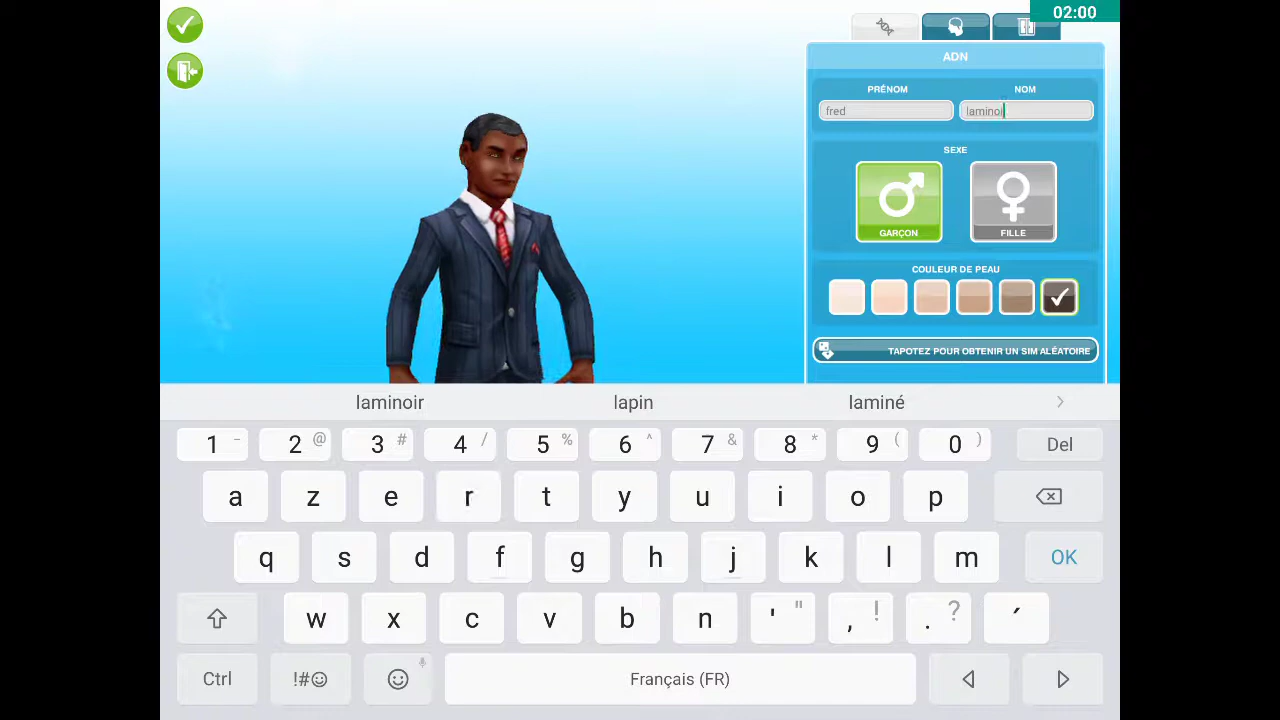 02:00
ADN
PRÉNOM NOM
fred laminoi
SEXE
GARÇON FILLE
COULEUR DE PEAU
TAPOTEZ POUR OBTENIR UN SIM ALÉATOIRE
laminoir lapin laminé
1 - 2 @ 3 # 4 / 5 % 6 ^ 7 & 8 * 9 ( 0 ) Del
a z e r t y u i o p
q s d f g h j k l m OK
w x c v b n ' " , ! . ? ´
Ctrl !#☺ Français (FR)